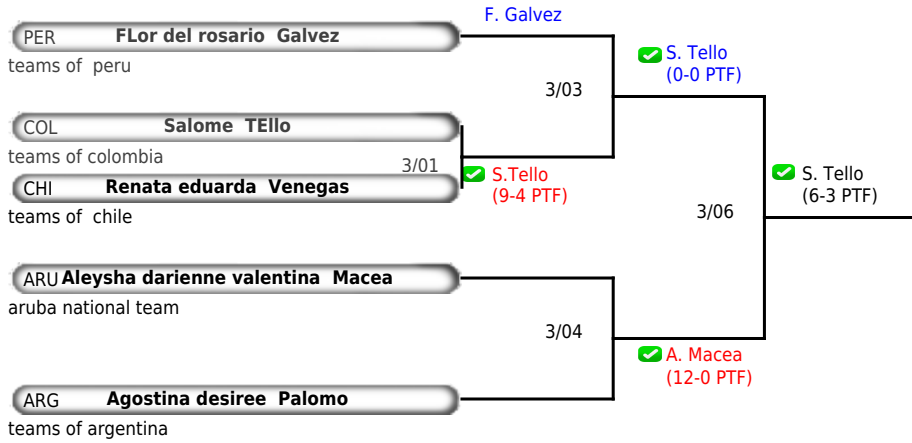 F. Galvez
PER FLor del rosario Galvez
teams of peru
S. Tello
(0-0 PTF)
3/03
COL Salome TEllo
teams of colombia
3/01
S.Tello
(9-4 PTF)
CHI Renata eduarda Venegas
teams of chile
S. Tello
(6-3 PTF)
3/06
ARU Aleysha darienne valentina Macea
aruba national team
3/04
A. Macea
(12-0 PTF)
ARG Agostina desiree Palomo
teams of argentina